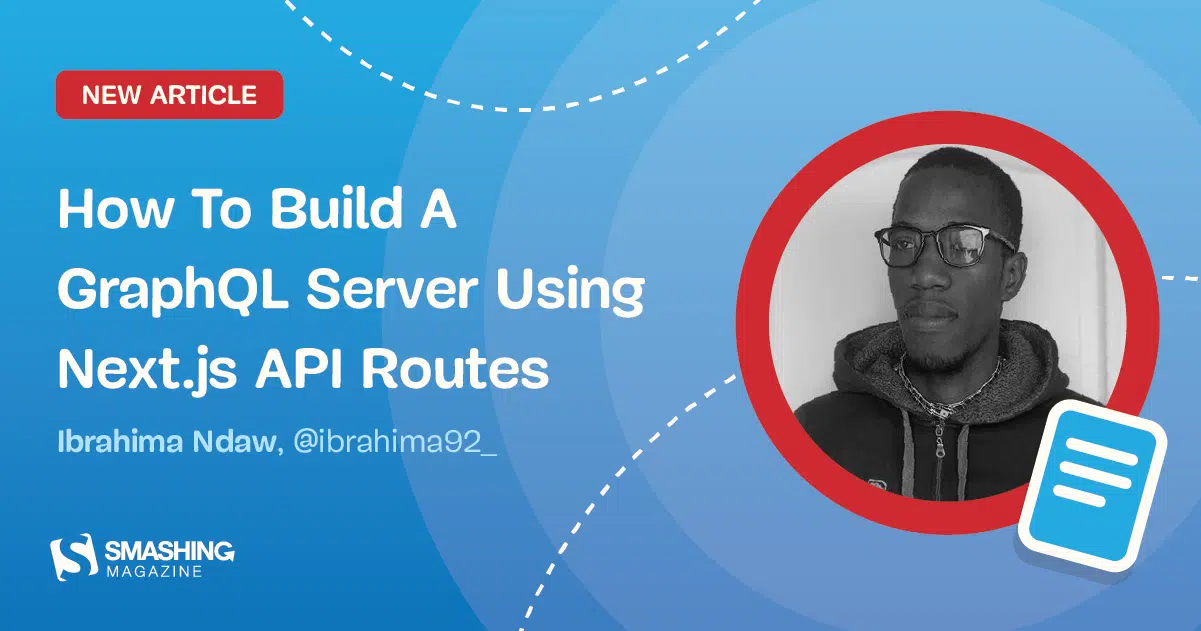 NEW ARTICLE
How To Build A
GraphQL Server Using
Next.js API Routes
Ibrahima Ndaw, @ibrahima92_
SMASHING
MAGAZINE